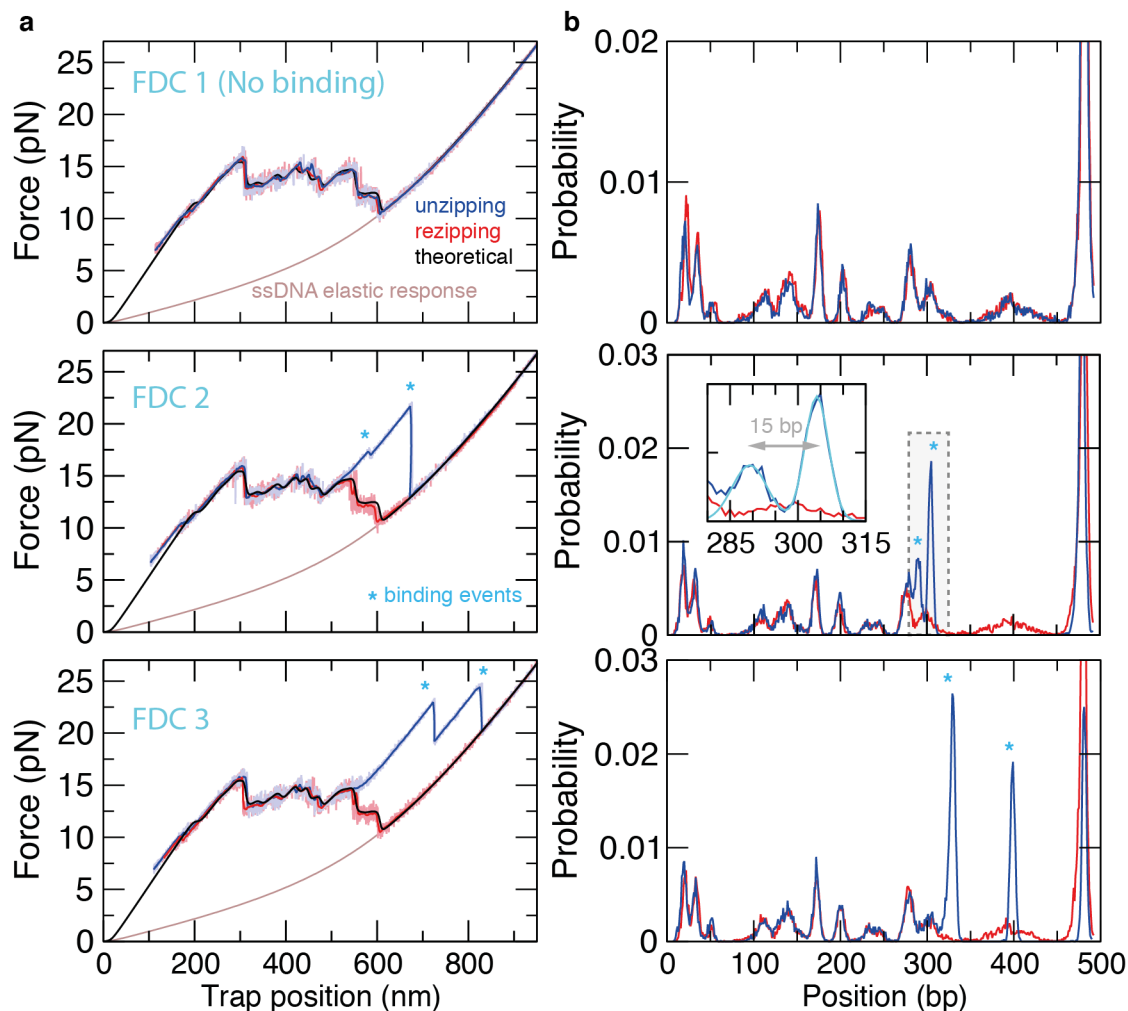 a
b
FDC 1 (No binding)
Force (pN)
25
20
15
10
5
0
unzipping
rezipping
theoretical
ssDNA elastic response
Probability
0.02
0.01
0
FDC 2
Force (pN)
25
20
15
10
5
0
*
*
* binding events
Probability
0.03
0.02
0.01
0
15 bp
285
300
315
*
*
FDC 3
Force (pN)
25
20
15
10
5
0
*
*
0
200
400
600
800
Trap position (nm)
Probability
0.03
0.02
0.01
0
*
*
0
100
200
300
400
500
Position (bp)